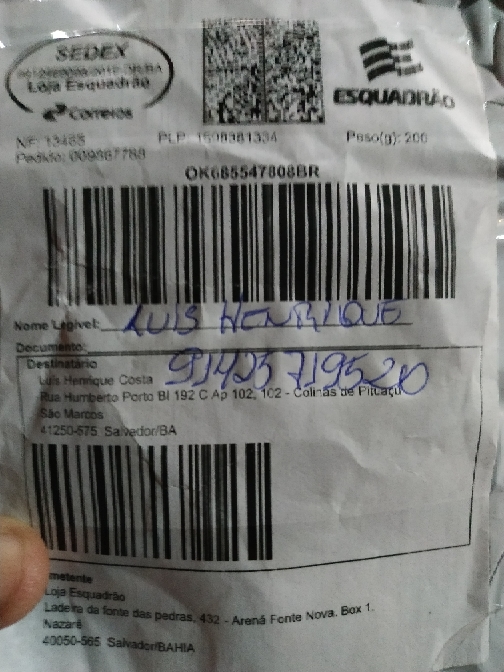 SEDEX
Loja Esquadrão
Correios
ESQUADRÃO
NF: 13485 PLP: 1508381334 Peso(g): 200
Pedido: 009867788
OK685547808BR
Nome Legível: LUIS HENRIQUE
Documento: 91425719520
Destinatário
Luis Henrique Costa
Rua Humberto Porto Bl 192 C Ap 102, 102 - Colinas de Pituaçu
São Marcos
41250-575 Salvador/BA
metente
Loja Esquadrão
Ladeira da fonte das pedras, 432 - Arena Fonte Nova, Box 1,
Nazaré
40050-565 Salvador/BAHIA